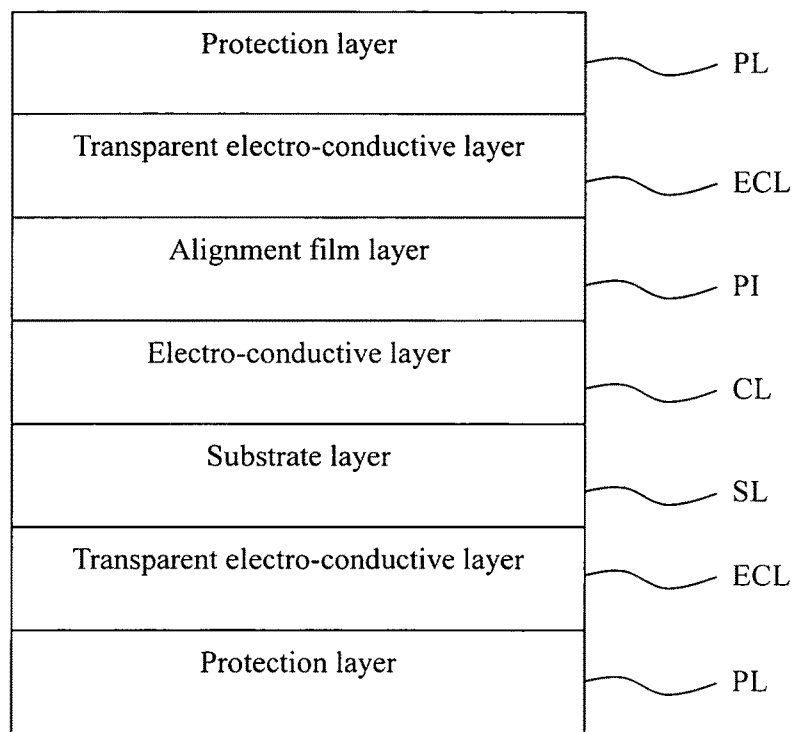 Protection layer
PL
Transparent electro-conductive layer
ECL
Alignment film layer
PI
Electro-conductive layer
CL
Substrate layer
SL
Transparent electro-conductive layer
ECL
Protection layer
PL